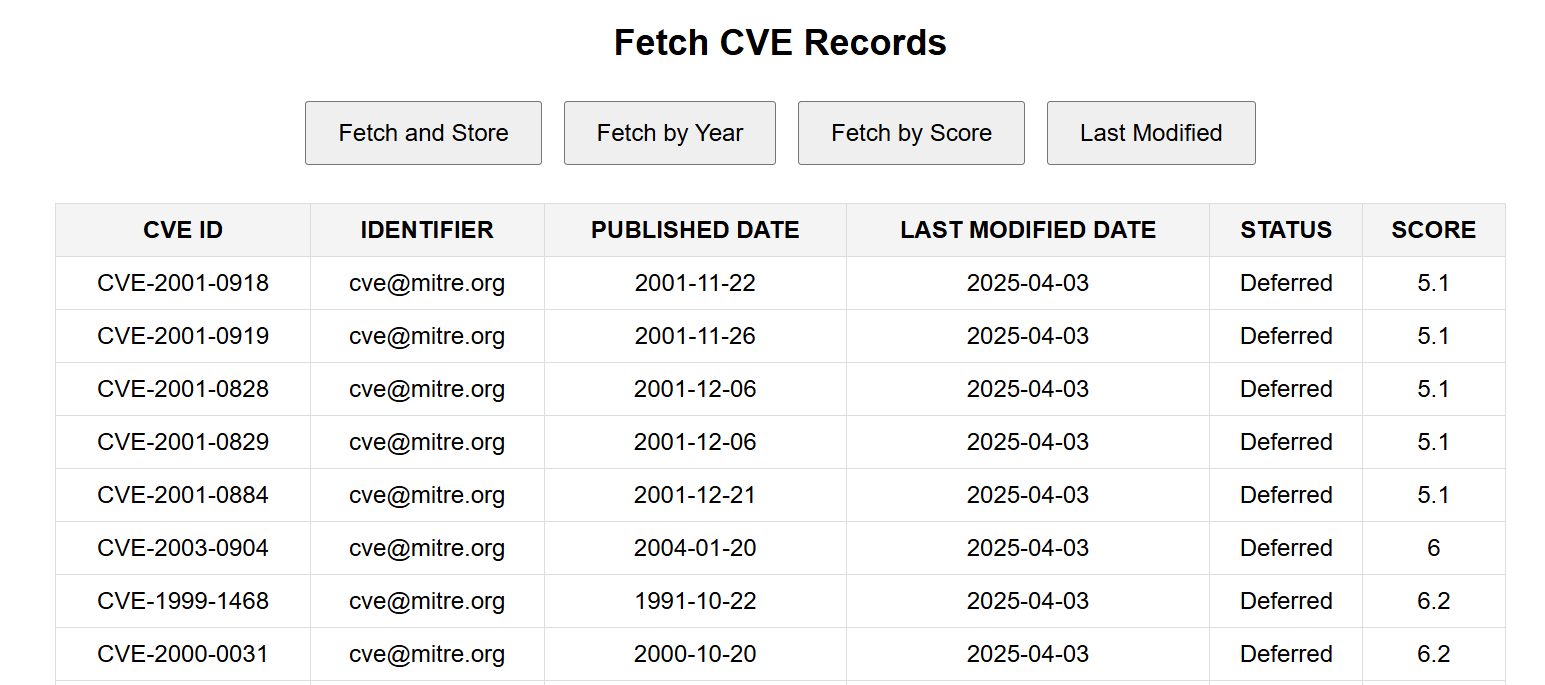 Fetch CVE Records
Fetch and Store Fetch by Year Fetch by Score Last Modified
CVE ID IDENTIFIER PUBLISHED DATE LAST MODIFIED DATE STATUS SCORE
CVE-2001-0918 cve@mitre.org 2001-11-22 2025-04-03 Deferred 5.1
CVE-2001-0919 cve@mitre.org 2001-11-26 2025-04-03 Deferred 5.1
CVE-2001-0828 cve@mitre.org 2001-12-06 2025-04-03 Deferred 5.1
CVE-2001-0829 cve@mitre.org 2001-12-06 2025-04-03 Deferred 5.1
CVE-2001-0884 cve@mitre.org 2001-12-21 2025-04-03 Deferred 5.1
CVE-2003-0904 cve@mitre.org 2004-01-20 2025-04-03 Deferred 6
CVE-1999-1468 cve@mitre.org 1991-10-22 2025-04-03 Deferred 6.2
CVE-2000-0031 cve@mitre.org 2000-10-20 2025-04-03 Deferred 6.2